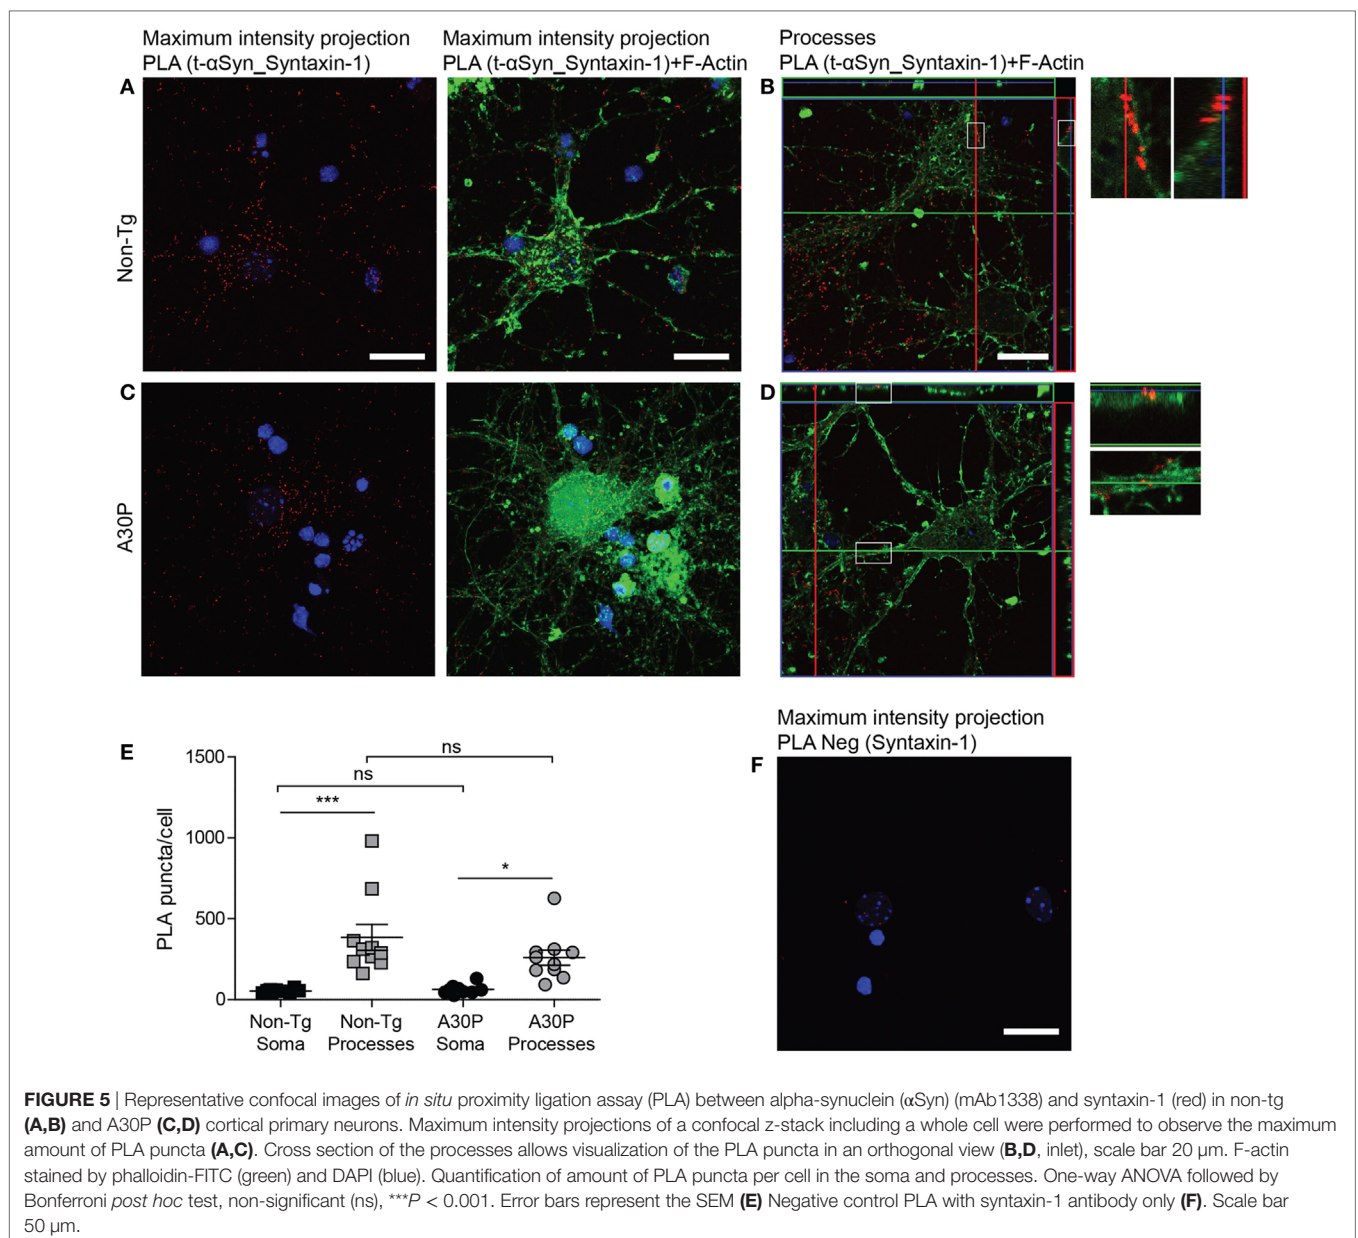 Maximum intensity projection
PLA (t-αSyn_Syntaxin-1)
Maximum intensity projection
PLA (t-αSyn_Syntaxin-1)+F-Actin
Processes
PLA (t-αSyn_Syntaxin-1)+F-Actin
A
B
Non-Tg
C
D
A30P
Maximum intensity projection
PLA Neg (Syntaxin-1)
E
F
PLA puncta/cell
1500
1000
500
0
ns
ns
***
*
Non-Tg
Soma
Non-Tg
Processes
A30P
Soma
A30P
Processes
FIGURE 5 | Representative confocal images of in situ proximity ligation assay (PLA) between alpha-synuclein (αSyn) (mAb1338) and syntaxin-1 (red) in non-tg
(A,B) and A30P (C,D) cortical primary neurons. Maximum intensity projections of a confocal z-stack including a whole cell were performed to observe the maximum
amount of PLA puncta (A,C). Cross section of the processes allows visualization of the PLA puncta in an orthogonal view (B,D, inlet), scale bar 20 μm. F-actin
stained by phalloidin-FITC (green) and DAPI (blue). Quantification of amount of PLA puncta per cell in the soma and processes. One-way ANOVA followed by
Bonferroni post hoc test, non-significant (ns), ***P < 0.001. Error bars represent the SEM (E) Negative control PLA with syntaxin-1 antibody only (F). Scale bar
50 μm.